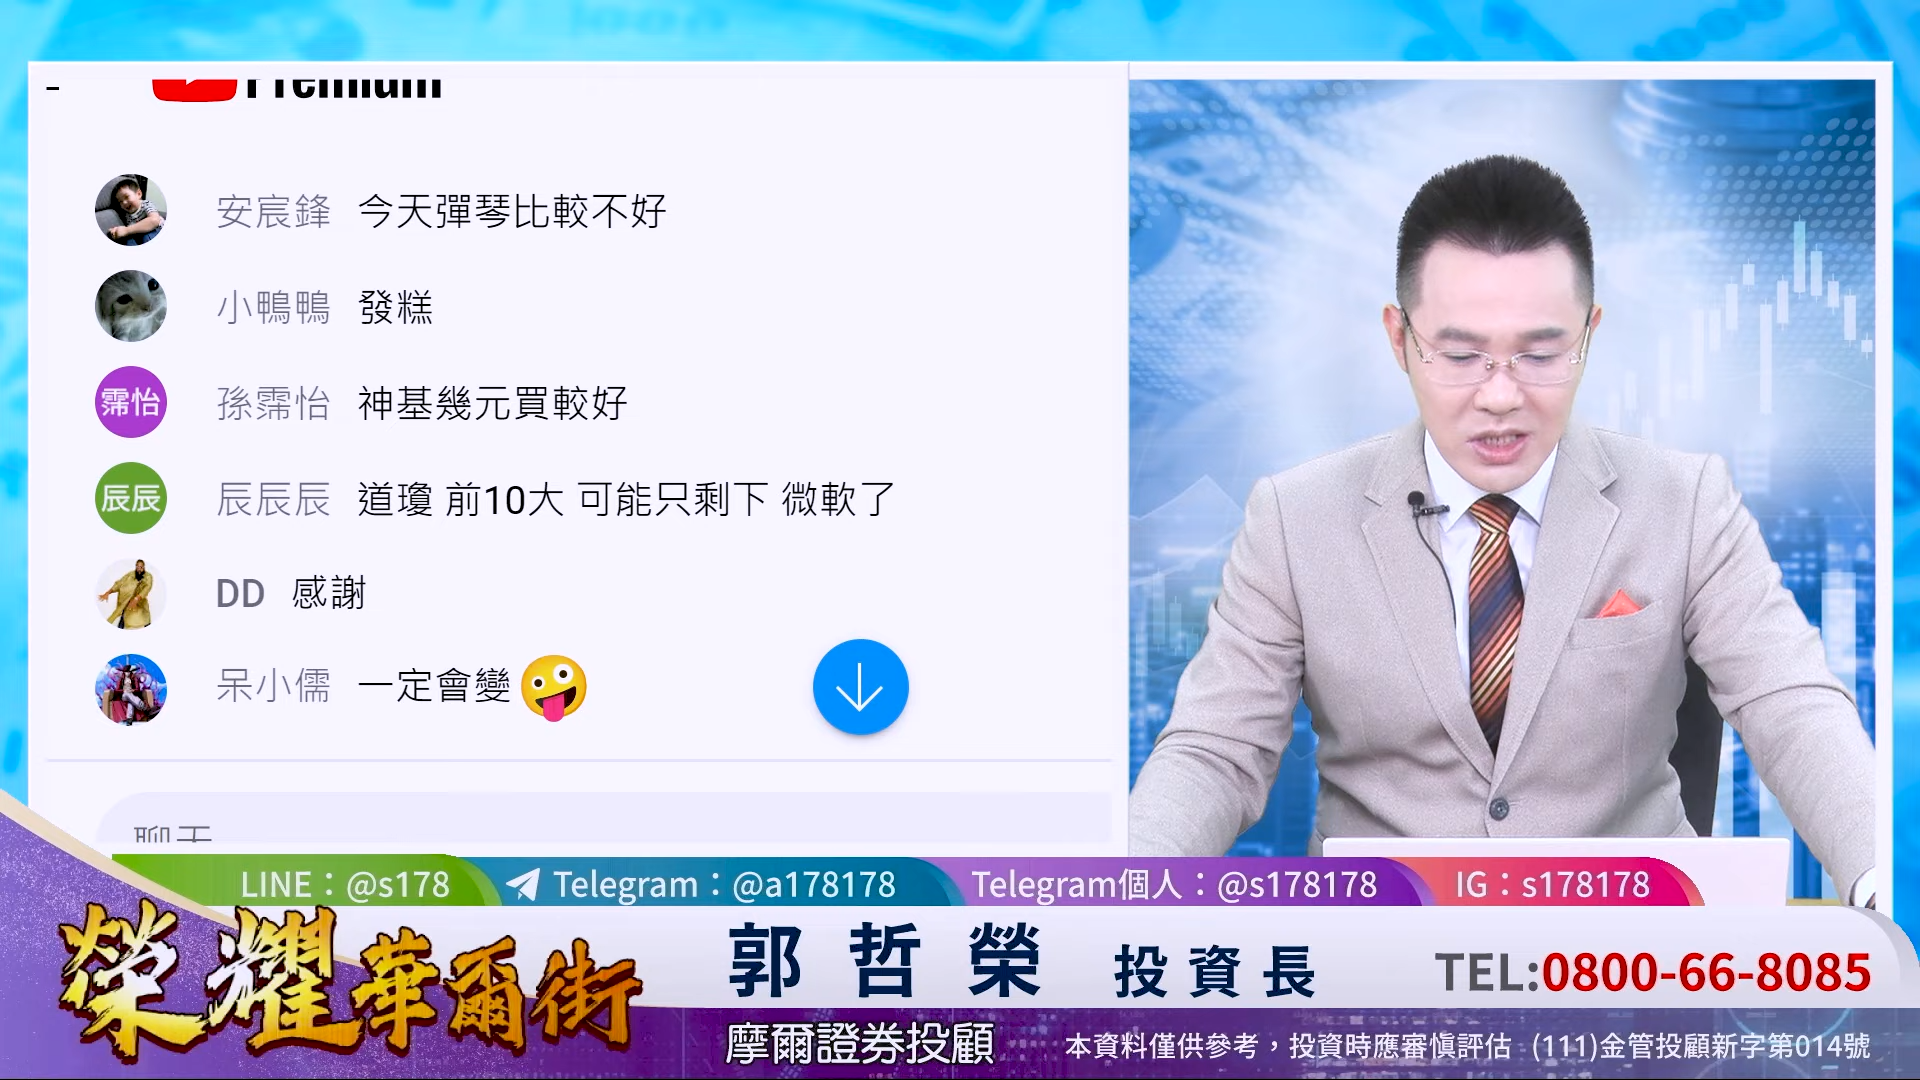 Premium
安宸鋒 今天彈琴比較不好
小鴨鴨 發糕
霈怡 孫霈怡 神基幾元買較好
辰辰 辰辰辰 道瓊 前10大 可能只剩下 微軟了
DD 感謝
呆小儒 一定會變
聊天
LINE：@s178 Telegram：@a178178 Telegram個人：@s178178 IG：s178178
榮耀華爾街 郭哲榮 投資長 TEL:0800-66-8085
摩爾證券投顧 本資料僅供參考，投資時應審慎評估 (111)金管投顧新字第014號